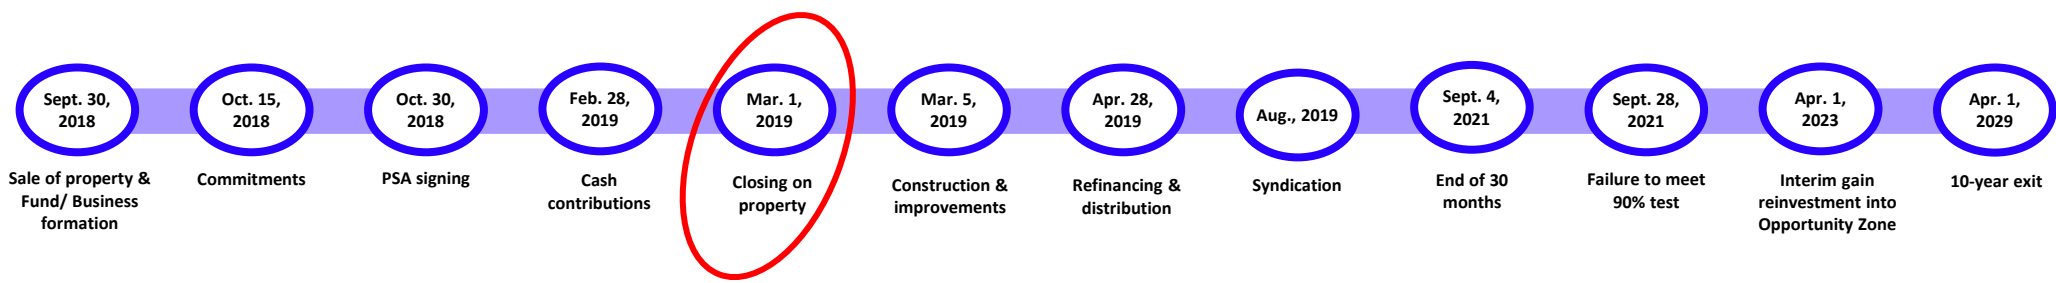 Sept. 30,
2018
Sale of property &
Fund/ Business
formation
Oct. 15,
2018
Commitments
Oct. 30,
2018
PSA signing
Feb. 28,
2019
Cash
contributions
Mar. 1,
2019
Closing on
property
Mar. 5,
2019
Construction &
improvements
Apr. 28,
2019
Refinancing &
distribution
Aug., 2019
Syndication
Sept. 4,
2021
End of 30
months
Sept. 28,
2021
Failure to meet
90% test
Apr. 1,
2023
Interim gain
reinvestment into
Opportunity Zone
Apr. 1,
2029
10-year exit